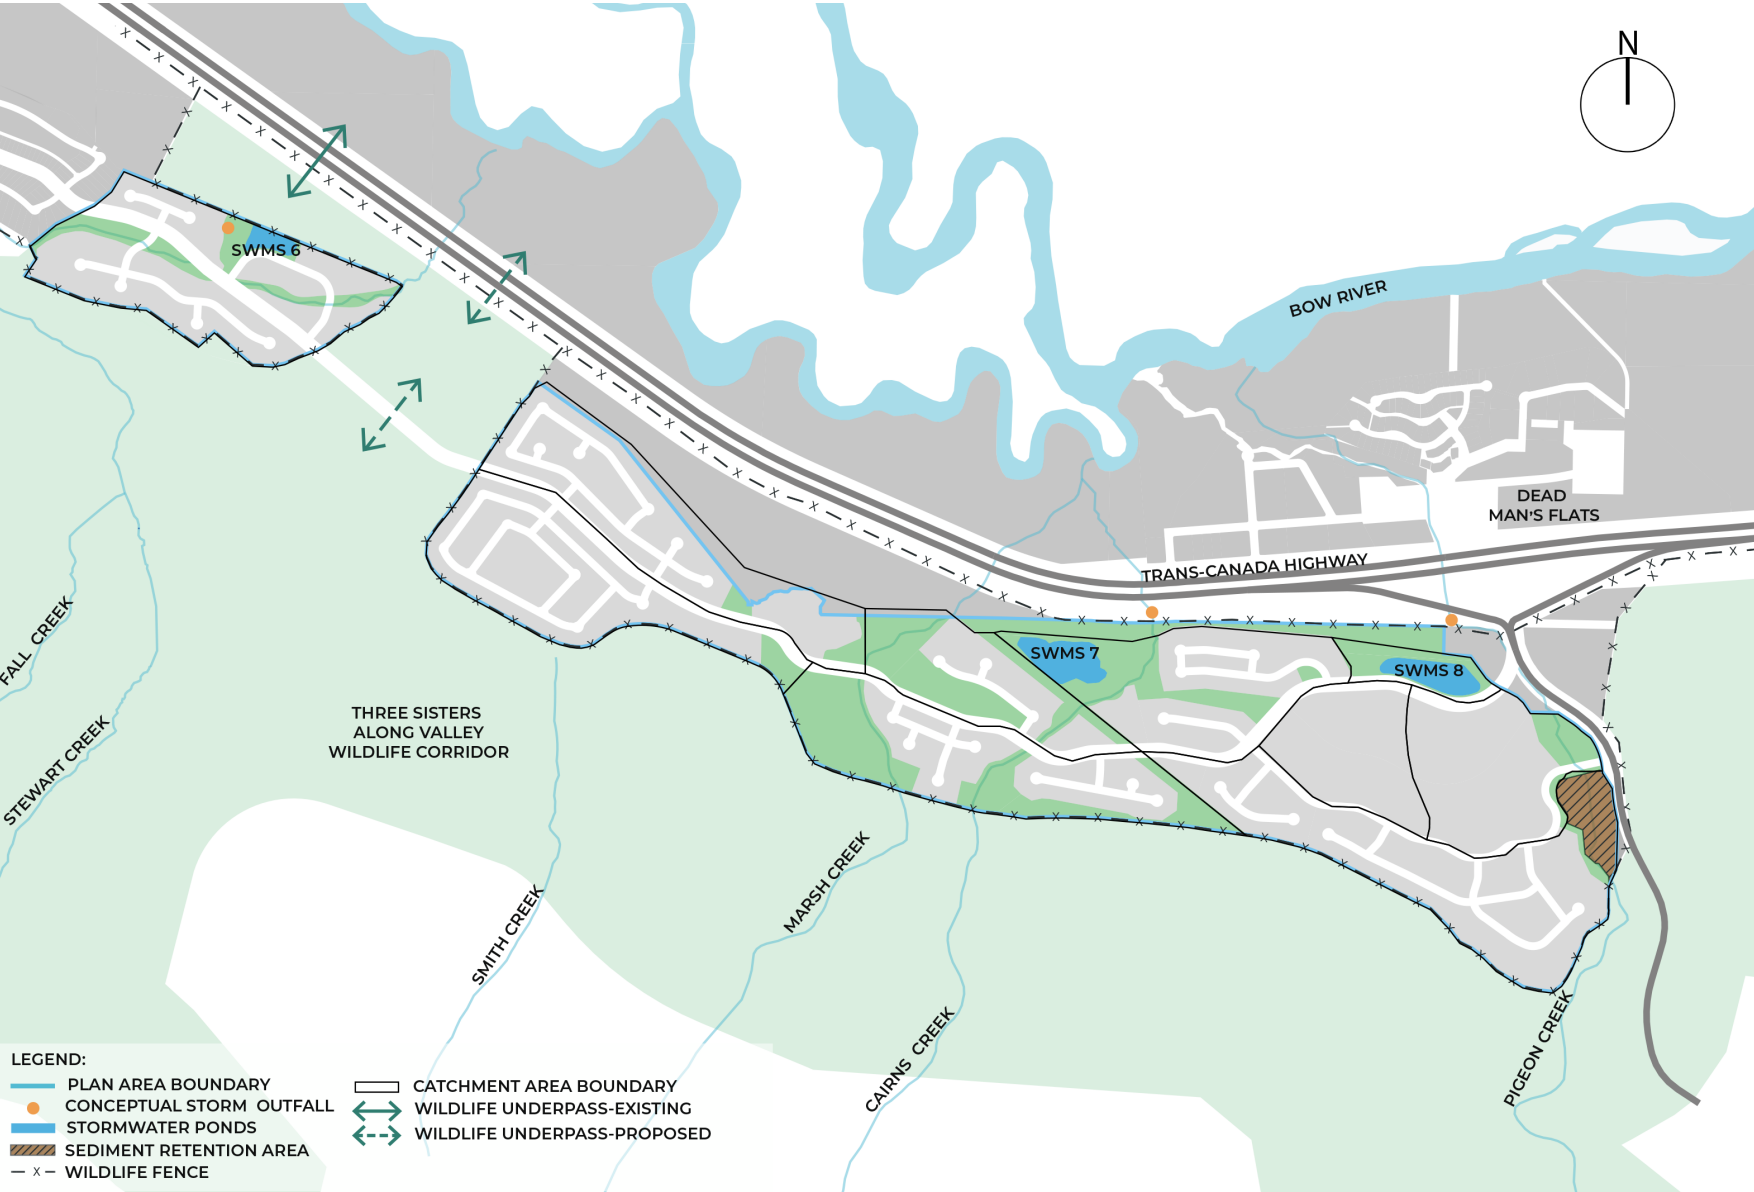 N
SWMS 6
BOW RIVER
DEAD
MAN'S FLATS
TRANS-CANADA HIGHWAY
SWMS 7
SWMS 8
FALL CREEK
STEWART CREEK
THREE SISTERS
ALONG VALLEY
WILDLIFE CORRIDOR
SMITH CREEK
MARSH CREEK
CAIRNS CREEK
PIGEON CREEK
LEGEND:
PLAN AREA BOUNDARY
CONCEPTUAL STORM OUTFALL
STORMWATER PONDS
SEDIMENT RETENTION AREA
WILDLIFE FENCE
CATCHMENT AREA BOUNDARY
WILDLIFE UNDERPASS-EXISTING
WILDLIFE UNDERPASS-PROPOSED